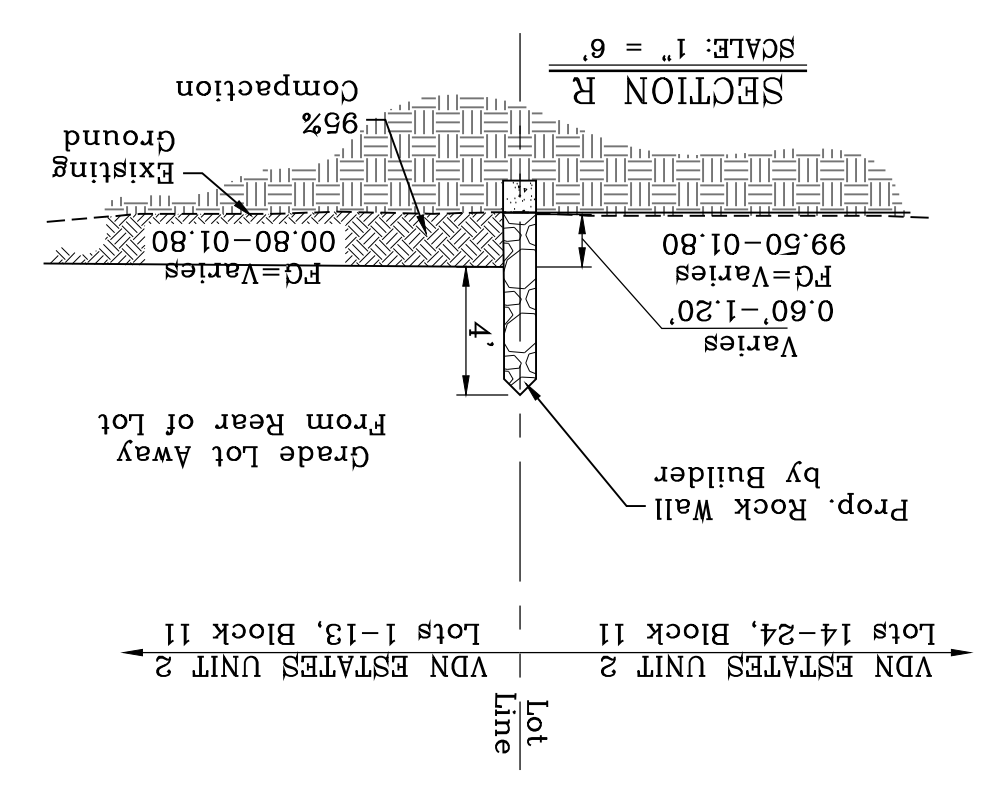 Lot
Line
VDN ESTATES UNIT 2
Lots 14-24, Block 11
VDN ESTATES UNIT 2
Lots 1-13, Block 11
Prop. Rock Wall
by Builder
Grade Lot Away
From Rear of Lot
4'
Varies
0.60'-1.20'
FG=Varies
99.50-01.80
FG=Varies
00.80-01.80
Existing
Ground
95%
Compaction
SECTION R
SCALE: 1" = 6'